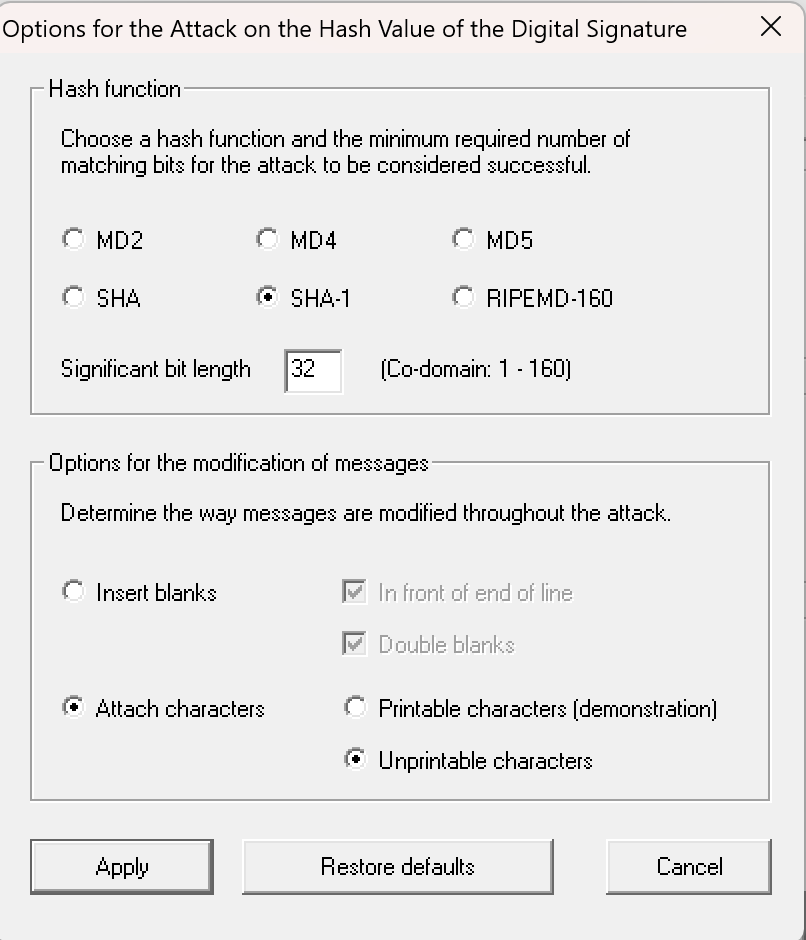 Options for the Attack on the Hash Value of the Digital Signature
Hash function
Choose a hash function and the minimum required number of
matching bits for the attack to be considered successful.
MD2 MD4 MD5
SHA SHA-1 RIPEMD-160
Significant bit length 32 (Co-domain: 1 - 160)
Options for the modification of messages
Determine the way messages are modified throughout the attack.
Insert blanks In front of end of line
Double blanks
Attach characters Printable characters (demonstration)
Unprintable characters
Apply Restore defaults Cancel